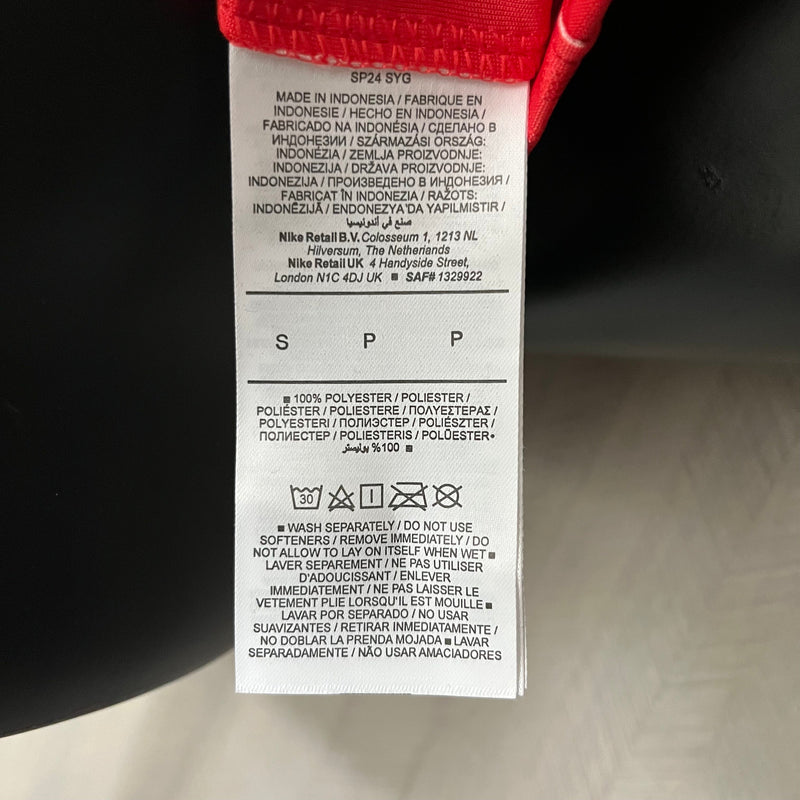 SP24 SYG
MADE IN INDONESIA / FABRIQUE EN
INDONESIE / HECHO EN INDONESIA /
FABRICADO NA INDONÉSIA / СДЕЛАНО В
ИНДОНЕЗИИ / SZÁRMAZÁSI ORSZÁG:
INDONÉZIA / ZEMLJA PROIZVODNJE:
INDONEZIJA / DRŽAVA PROIZVODNJE:
INDONEZIJA / ПРОИЗВЕДЕНО В ИНДОНЕЗИЯ /
FABRICAT ÎN INDONEZIA / RAŽOTS:
INDONĒZIJĀ / ENDONEZYA'DA YAPILMISTIR /
صنع في أندونيسيا
Nike Retail B.V. Colosseum 1, 1213 NL
Hilversum, The Netherlands
Nike Retail UK 4 Handyside Street,
London N1C 4DJ UK ■ SAF# 1329922
S P P
■ 100% POLYESTER / POLIESTER /
POLIÉSTER / POLIESTERE / ΠΟΛΥΕΣΤΕΡΑΣ /
POLYESTERI / ПОЛИЭСТЕР / POLIÉSZTER /
ПОЛИЕСТЕР / POLIESTERIS / POLÜESTER•
100% بوليستر ■
30
■ WASH SEPARATELY / DO NOT USE
SOFTENERS / REMOVE IMMEDIATELY / DO
NOT ALLOW TO LAY ON ITSELF WHEN WET ■
LAVER SEPAREMENT / NE PAS UTILISER
D'ADOUCISSANT / ENLEVER
IMMEDIATEMENT / NE PAS LAISSER LE
VETEMENT PLIE LORSQU'IL EST MOUILLE ■
LAVAR POR SEPARADO / NO USAR
SUAVIZANTES / RETIRAR INMEDIATAMENTE /
NO DOBLAR LA PRENDA MOJADA ■ LAVAR
SEPARADAMENTE / NÃO USAR AMACIADORES